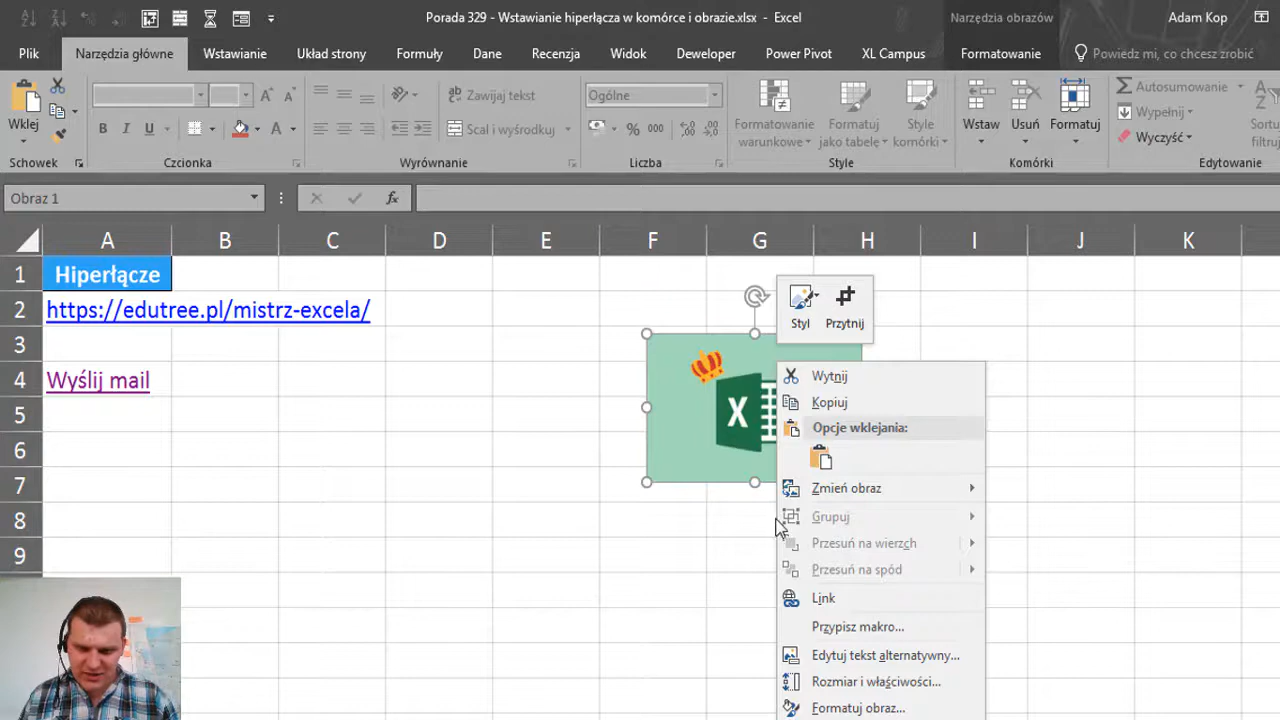 Porada 329 - Wstawianie hiperłącza w komórce i obrazie.xlsx - Excel
Narzędzia obrazów
Adam Kop
Plik
Narzędzia główne
Wstawianie
Układ strony
Formuły
Dane
Recenzja
Widok
Deweloper
Power Pivot
XL Campus
Formatowanie
Powiedz mi, co chcesz zrobić
Wklej
Schowek
B I U
A A
Czcionka
Zawijaj tekst
Scal i wyśrodkuj
Wyrównanie
Ogólne
% 000
Liczba
Formatowanie warunkowe
Formatuj jako tabelę
Style komórki
Style
Wstaw
Usuń
Formatuj
Komórki
Autosumowanie
Wypełnij
Wyczyść
Sortu
filtruj
Edytowanie
Obraz 1
fx
A B C D E F G H I J K
1 Hiperłącze
2 https://edutree.pl/mistrz-excela/
3
4 Wyślij mail
5
6
7
8
9
X
Styl
Przytnij
Wytnij
Kopiuj
Opcje wklejania:
Zmień obraz
Grupuj
Przesuń na wierzch
Przesuń na spód
Link
Przypisz makro...
Edytuj tekst alternatywny...
Rozmiar i właściwości...
Formatuj obraz...